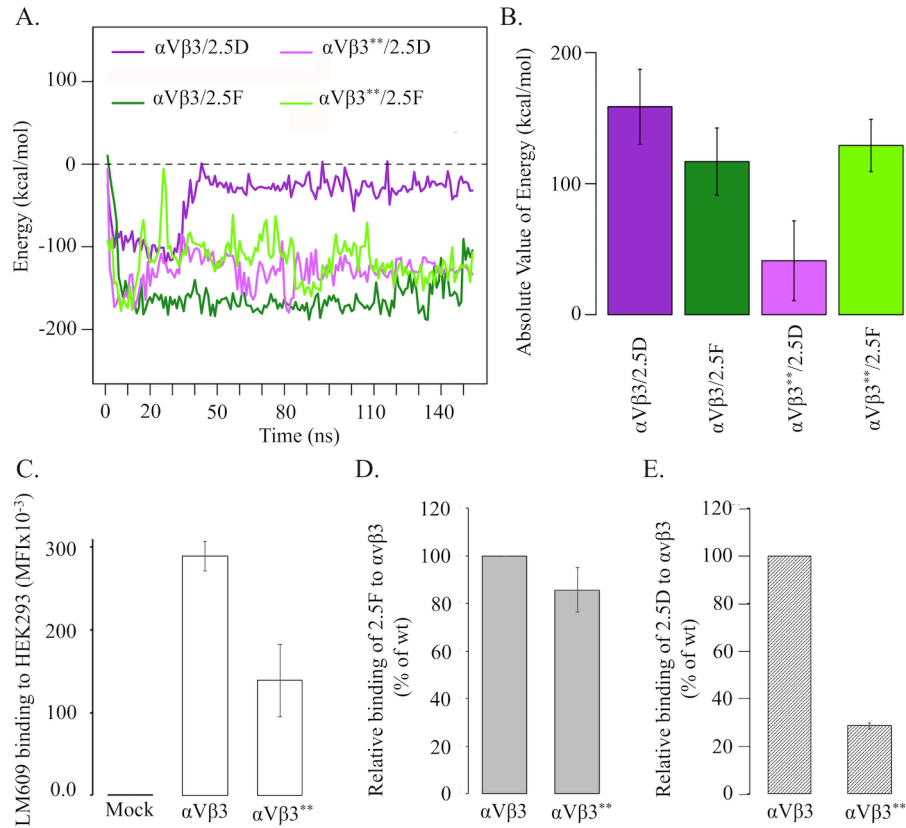 A.
αVβ3/2.5D
αVβ3**/2.5D
αVβ3/2.5F
αVβ3**/2.5F
Energy (kcal/mol)
100
0
-100
-200
0 20 50 80 110 140
Time (ns)
B.
Absolute Value of Energy (kcal/mol)
200
100
0
αVβ3/2.5D
αVβ3/2.5F
αVβ3**/2.5D
αVβ3**/2.5F
C.
LM609 binding to HEK293 (MFIx10-3)
300
200
100
0.0
Mock αVβ3 αVβ3**
D.
Relative binding of 2.5F to αvβ3
(% of wt)
120
100
80
60
40
20
0
αVβ3 αVβ3**
E.
Relative binding of 2.5D to αvβ3
(% of wt)
120
100
80
60
40
20
0
αVβ3 αVβ3**